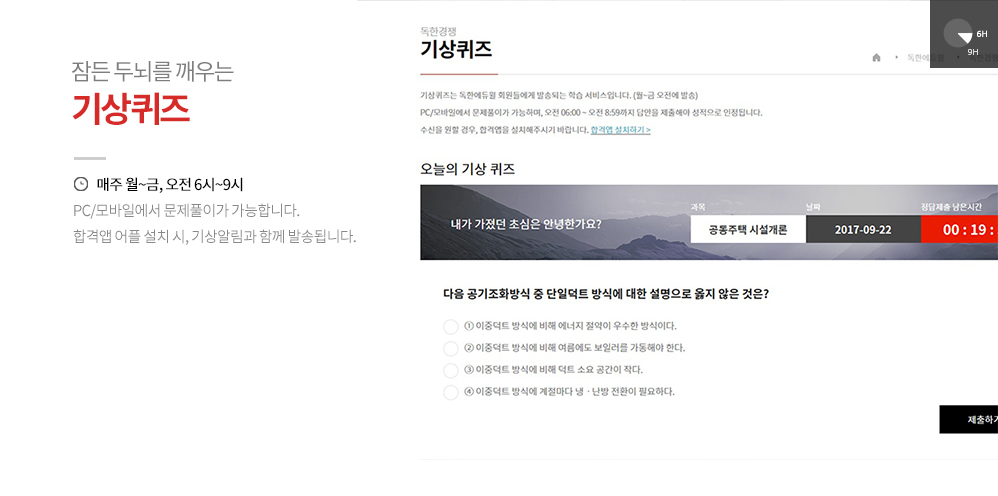 잠든 두뇌를 깨우는
기상퀴즈
매주 월~금, 오전 6시~9시
PC/모바일에서 문제풀이가 가능합니다.
합격앱 어플 설치 시, 기상알림과 함께 발송됩니다.
6H
9H
독한경쟁
기상퀴즈
기상퀴즈는 독한에듀윌 회원들에게 발송되는 학습 서비스입니다. (월~금 오전에 발송)
PC/모바일에서 문제풀이가 가능하며, 오전 06:00 ~ 오전 8:59까지 답안을 제출해야 성적으로 인정됩니다.
수신을 원할 경우, 합격앱을 설치해주시기 바랍니다. 합격앱 설치하기 >
오늘의 기상 퀴즈
내가 가졌던 초심은 안녕한가요?
과목 날짜 정답제출 남은시간
공동주택 시설개론 2017-09-22 00 : 19 :
다음 공기조화방식 중 단일덕트 방식에 대한 설명으로 옳지 않은 것은?
① 이중덕트 방식에 비해 에너지 절약이 우수한 방식이다.
② 이중덕트 방식에 비해 여름에도 보일러를 가동해야 한다.
③ 이중덕트 방식에 비해 덕트 소요 공간이 작다.
④ 이중덕트 방식에 계절마다 냉 · 난방 전환이 필요하다.
제출하기